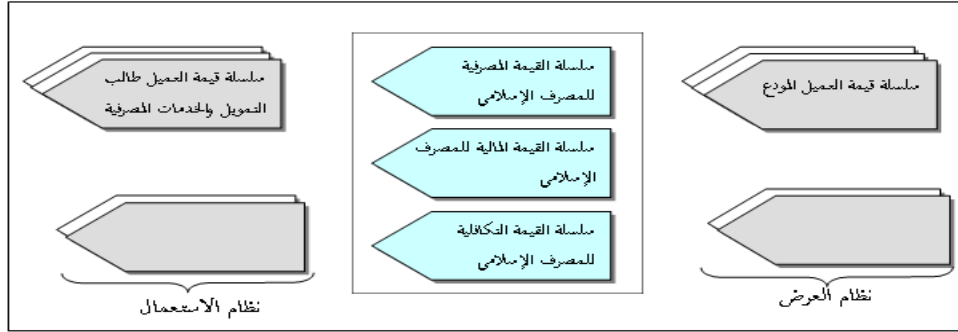 سلسلة قيمة العميل المودع
نظام العرض
سلسلة القيمة المصرفية
للمصرف الإسلامي
سلسلة القيمة المالية للمصرف
الإسلامي
سلسلة القيمة التكافلية
للمصرف الإسلامي
سلسلة قيمة العميل طالب
التمويل والخدمات المصرفية
نظام الاستعمال